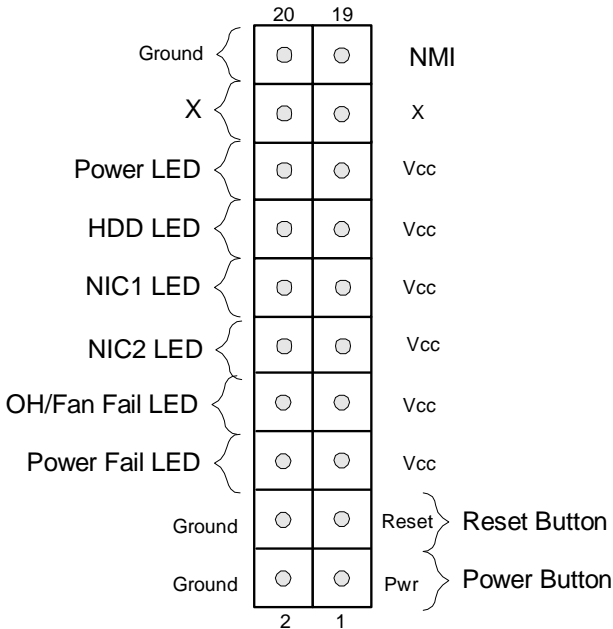 20 19
Ground NMI
X X
Power LED Vcc
HDD LED Vcc
NIC1 LED Vcc
NIC2 LED Vcc
OH/Fan Fail LED Vcc
Power Fail LED Vcc
Ground Reset Reset Button
Ground Pwr Power Button
2 1